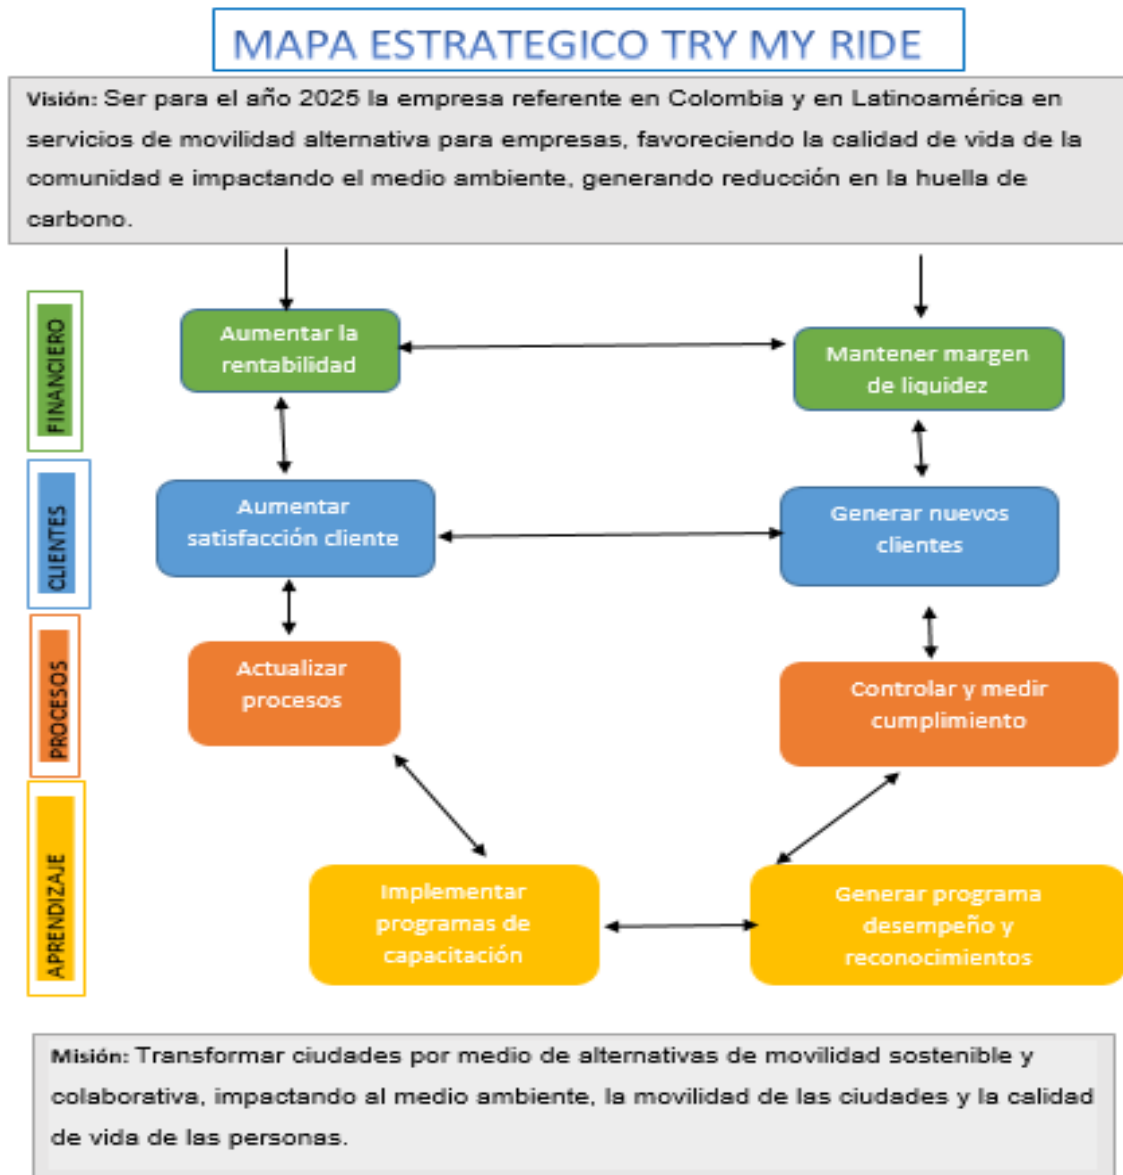 MAPA ESTRATEGICO TRY MY RIDE
Visión: Ser para el año 2025 la empresa referente en Colombia y en Latinoamérica en
servicios de movilidad alternativa para empresas, favoreciendo la calidad de vida de la
comunidad e impactando el medio ambiente, generando reducción en la huella de
carbono.
FINANCIERO
Aumentar la
rentabilidad
Mantener margen
de liquidez
CLIENTES
Aumentar
satisfacción cliente
Generar nuevos
clientes
PROCESOS
Actualizar
procesos
Controlar y medir
cumplimiento
APRENDIZAJE
Implementar
programas de
capacitación
Generar programa
desempeño y
reconocimientos
Misión: Transformar ciudades por medio de alternativas de movilidad sostenible y
colaborativa, impactando al medio ambiente, la movilidad de las ciudades y la calidad
de vida de las personas.